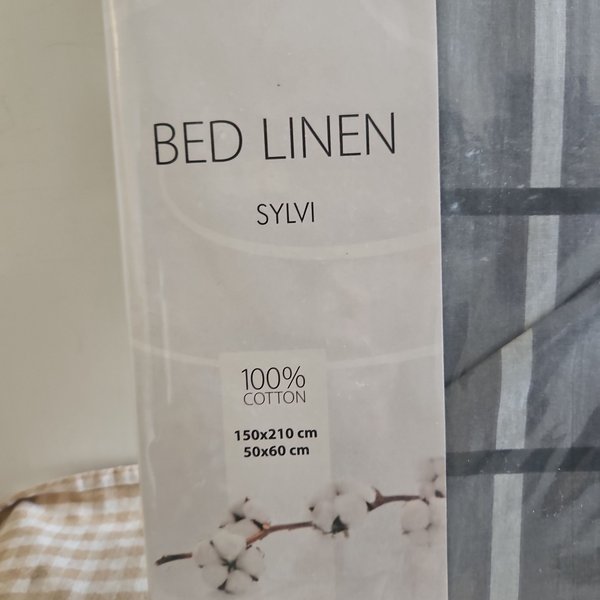 BED LINEN
SYLVI
100%
COTTON
150x210 cm
50x60 cm